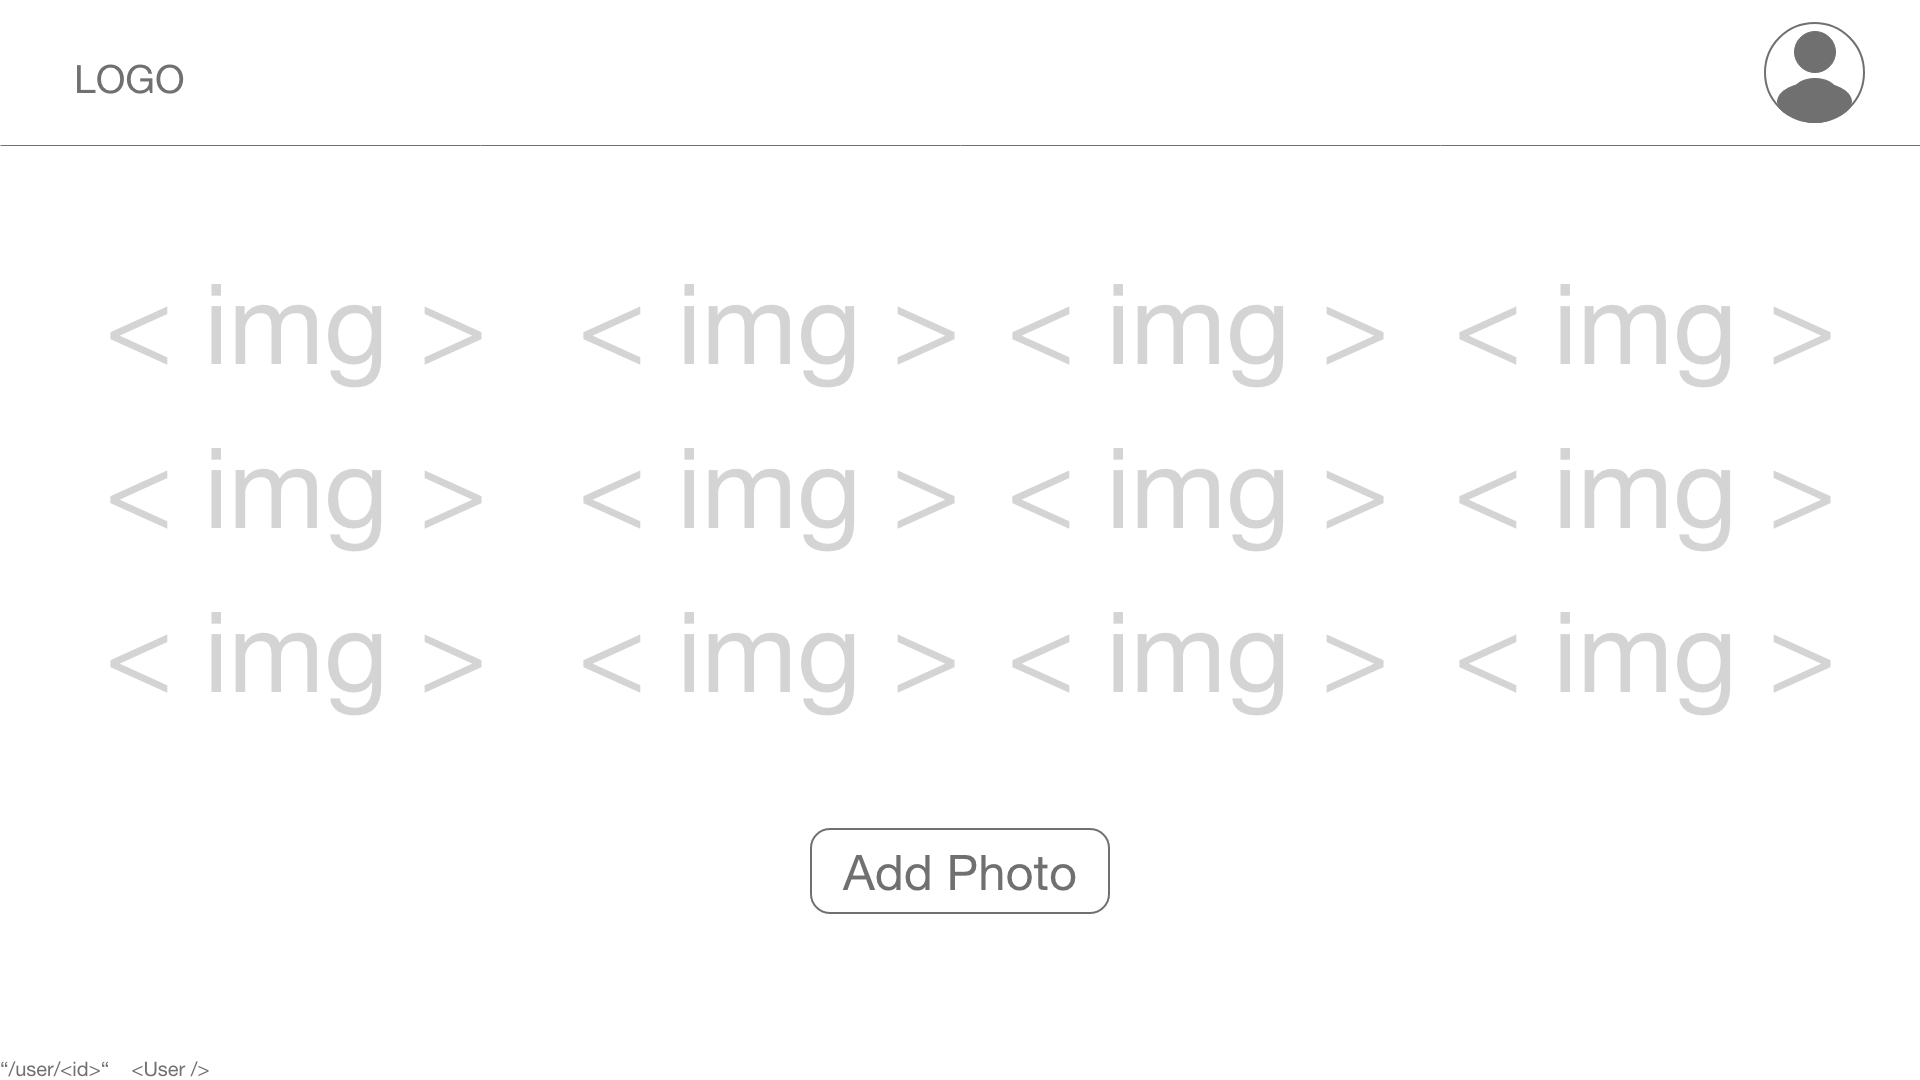 LOGO
< img > < img > < img > < img >
< img > < img > < img > < img >
< img > < img > < img > < img >
Add Photo
“/user/<id>“ <User />